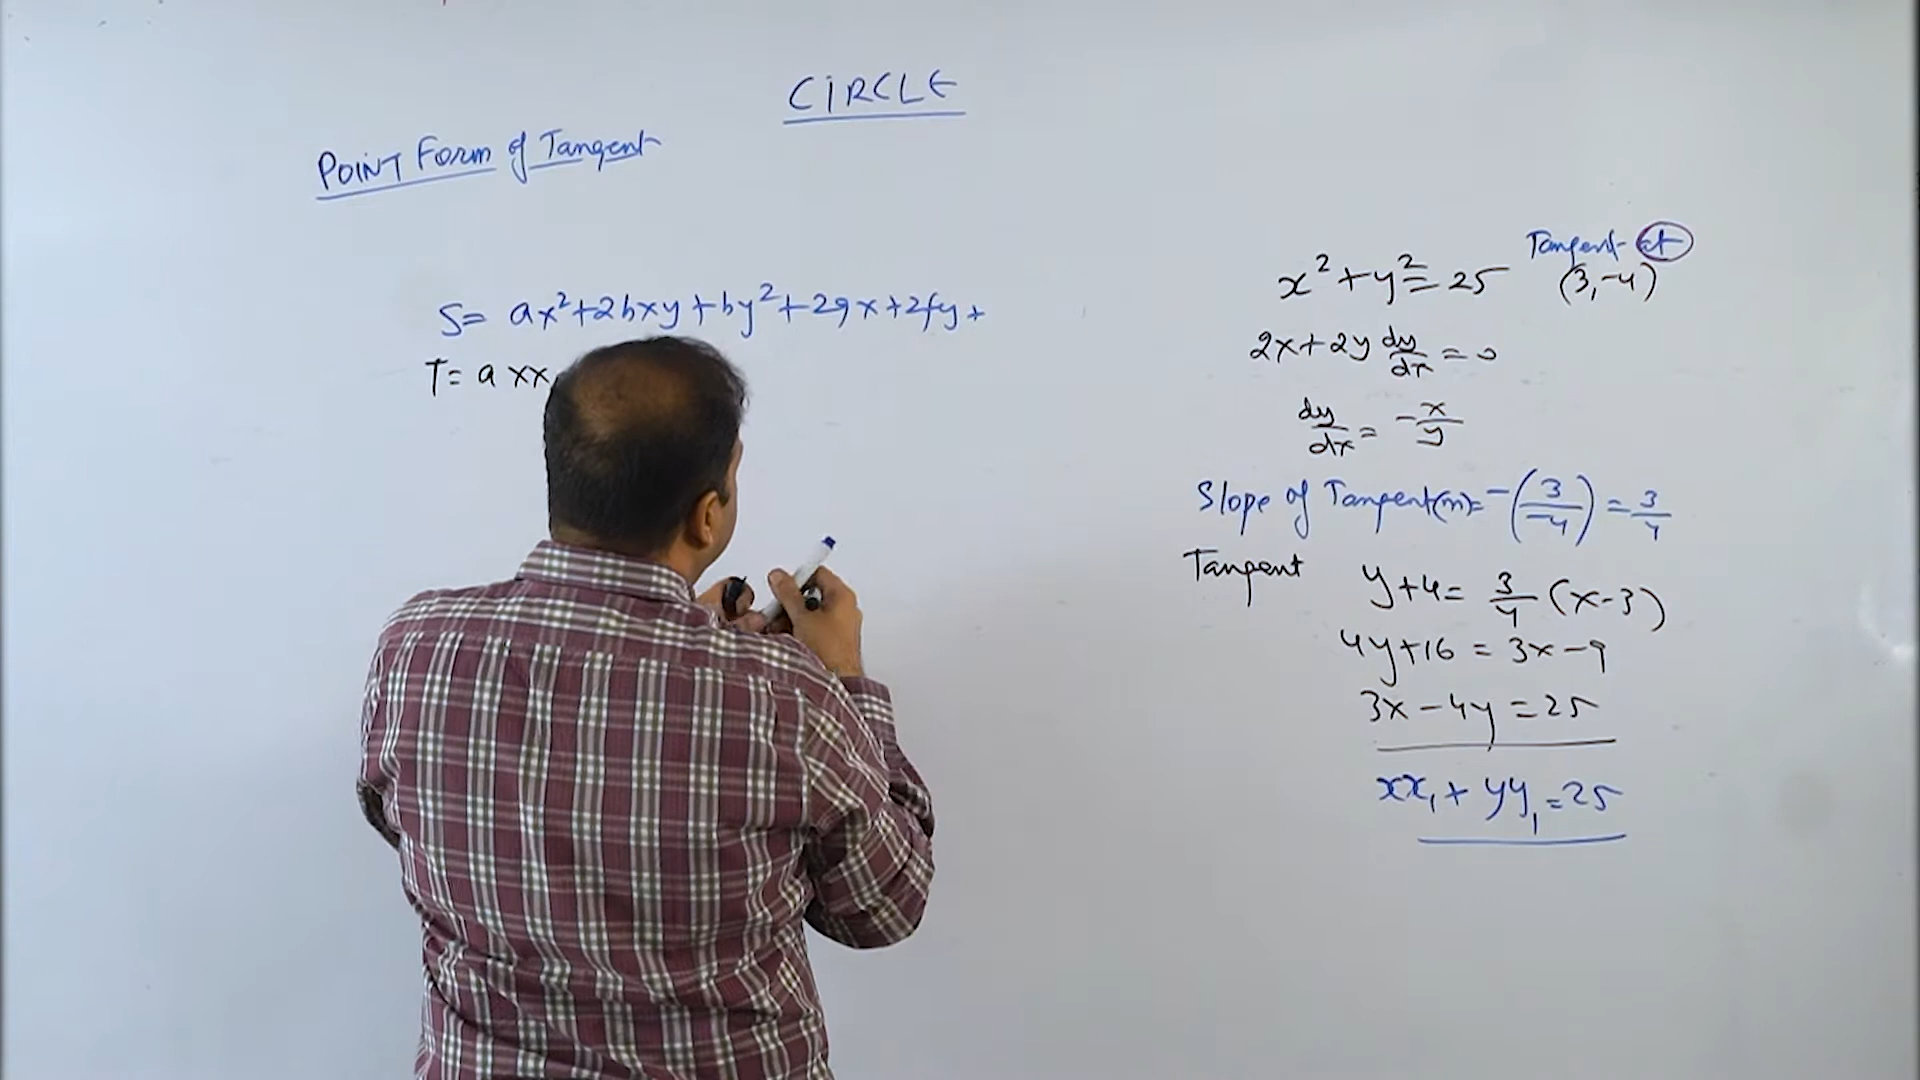 CIRCLE
POINT Form of Tangent
S= ax²+2hxy+by²+2gx+2fy+
T= a xx
x²+y²=25 Tangent at (3,-4)
2x+2y dy/dx = 0
dy/dx = -x/y
Slope of Tangent(m)= -(3/-4) = 3/4
Tangent y+4= 3/4 (x-3)
4y+16 = 3x-9
3x-4y=25
xx₁+ yy₁=25